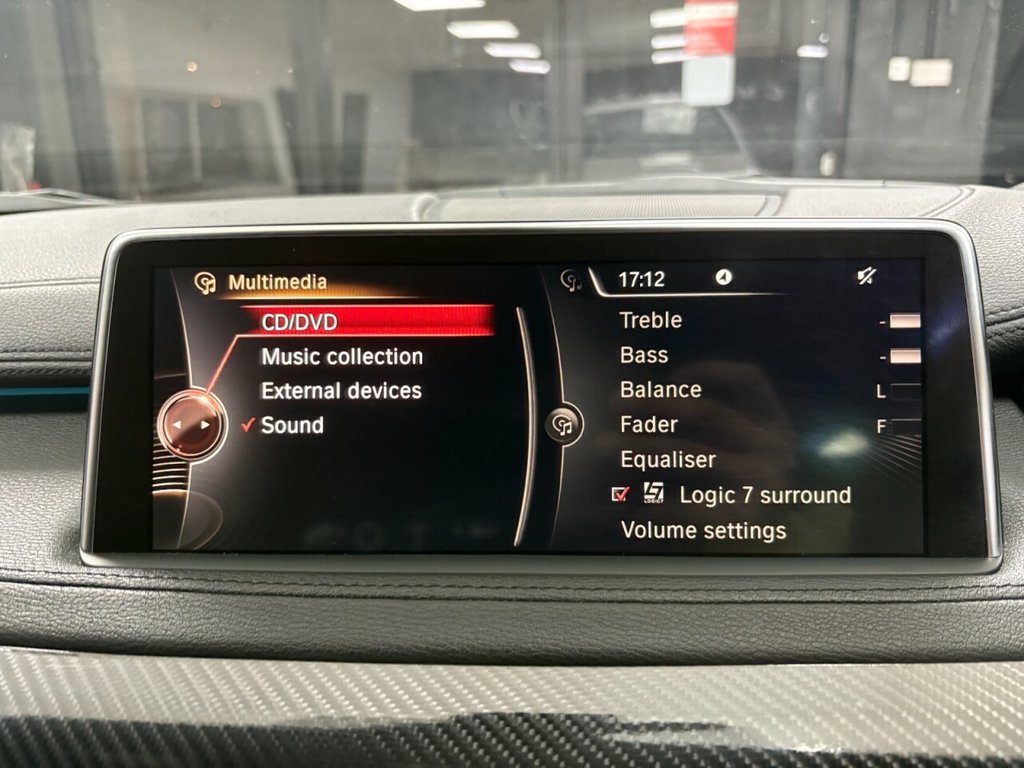 Multimedia
CD/DVD
Music collection
External devices
Sound
17:12
Treble -
Bass -
Balance L
Fader F
Equaliser
LOGIC7 Logic 7 surround
Volume settings